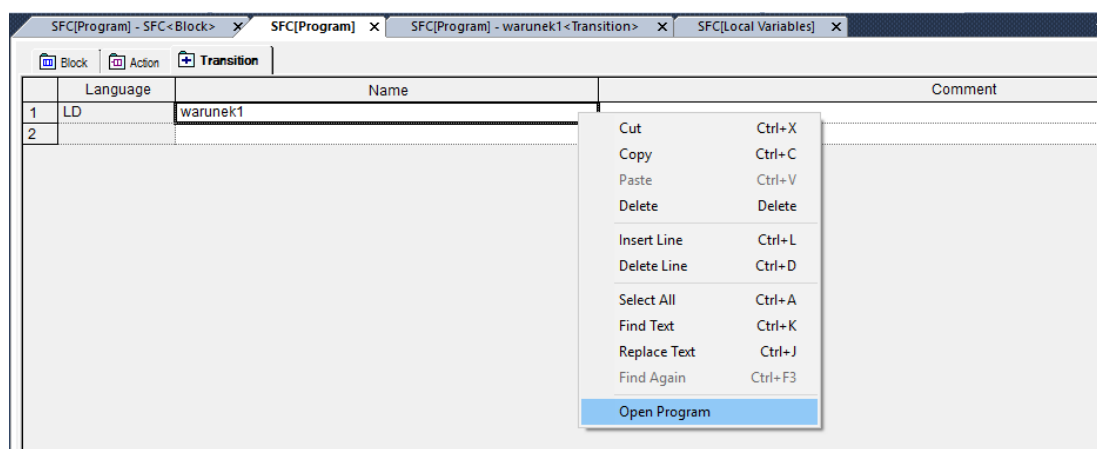 SFC[Program] - SFC<Block> X SFC[Program] X SFC[Program] - warunek1<Transition> X SFC[Local Variables] X
Block Action Transition
Language Name Comment
1 LD warunek1
2
Cut Ctrl+X
Copy Ctrl+C
Paste Ctrl+V
Delete Delete
Insert Line Ctrl+L
Delete Line Ctrl+D
Select All Ctrl+A
Find Text Ctrl+K
Replace Text Ctrl+J
Find Again Ctrl+F3
Open Program